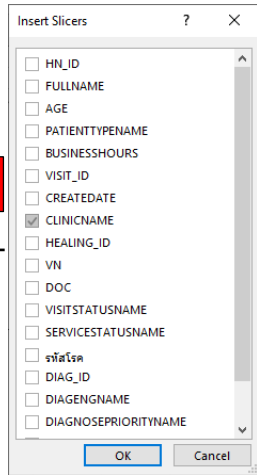 Insert Slicers ? ×
HN_ID
FULLNAME
AGE
PATIENTTYPENAME
BUSINESSHOURS
VISIT_ID
CREATEDATE
CLINICNAME
HEALING_ID
VN
DOC
VISITSTATUSNAME
SERVICESTATUSNAME
รหัสโรค
DIAG_ID
DIAGENGNAME
DIAGNOSEPRIORITYNAME
OK Cancel